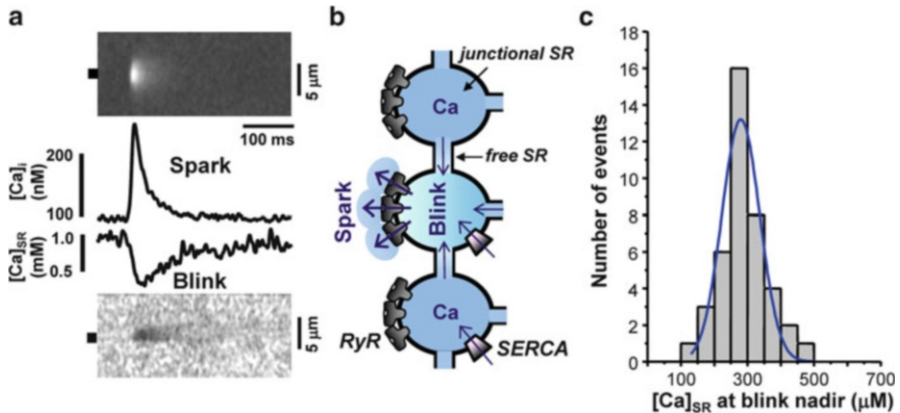 a
5 µm
100 ms
[Ca]i
(nM)
200
100
Spark
[Ca]SR
(mM)
1.0
0.5
Blink
5 µm
b
junctional SR
Ca
free SR
Spark
Blink
Ca
RyR
SERCA
c
Number of events
18
16
14
12
10
8
6
4
2
0
100
300
500
700
[Ca]SR at blink nadir (µM)